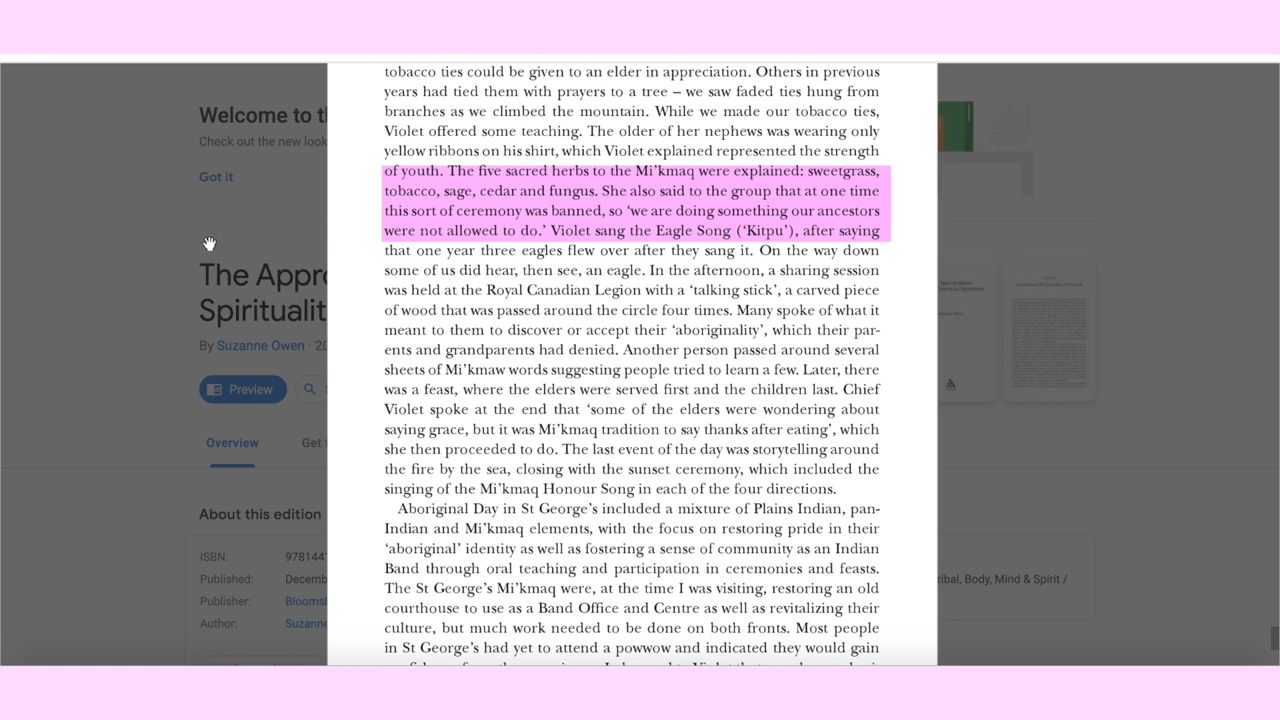 Welcome to th
Check out the new look
Got it
The Appr
Spiritualit
By Suzanne Owen · 20
Preview
Overview
Get t
About this edition
ISBN:
978144
Published:
Decemb
Publisher:
Bloomsb
Author:
Suzanne
tobacco ties could be given to an elder in appreciation. Others in previous
years had tied them with prayers to a tree – we saw faded ties hung from
branches as we climbed the mountain. While we made our tobacco ties,
Violet offered some teaching. The older of her nephews was wearing only
yellow ribbons on his shirt, which Violet explained represented the strength
of youth. The five sacred herbs to the Mi'kmaq were explained: sweetgrass,
tobacco, sage, cedar and fungus. She also said to the group that at one time
this sort of ceremony was banned, so 'we are doing something our ancestors
were not allowed to do.' Violet sang the Eagle Song ('Kitpu'), after saying
that one year three eagles flew over after they sang it. On the way down
some of us did hear, then see, an eagle. In the afternoon, a sharing session
was held at the Royal Canadian Legion with a 'talking stick', a carved piece
of wood that was passed around the circle four times. Many spoke of what it
meant to them to discover or accept their 'aboriginality', which their par-
ents and grandparents had denied. Another person passed around several
sheets of Mi'kmaw words suggesting people tried to learn a few. Later, there
was a feast, where the elders were served first and the children last. Chief
Violet spoke at the end that 'some of the elders were wondering about
saying grace, but it was Mi'kmaq tradition to say thanks after eating', which
she then proceeded to do. The last event of the day was storytelling around
the fire by the sea, closing with the sunset ceremony, which included the
singing of the Mi'kmaq Honour Song in each of the four directions.
Aboriginal Day in St George's included a mixture of Plains Indian, pan-
Indian and Mi'kmaq elements, with the focus on restoring pride in their
'aboriginal' identity as well as fostering a sense of community as an Indian
Band through oral teaching and participation in ceremonies and feasts.
The St George's Mi'kmaq were, at the time I was visiting, restoring an old
courthouse to use as a Band Office and Centre as well as revitalizing their
culture, but much work needed to be done on both fronts. Most people
in St George's had yet to attend a powwow and indicated they would gain
ribal, Body, Mind & Spirit /